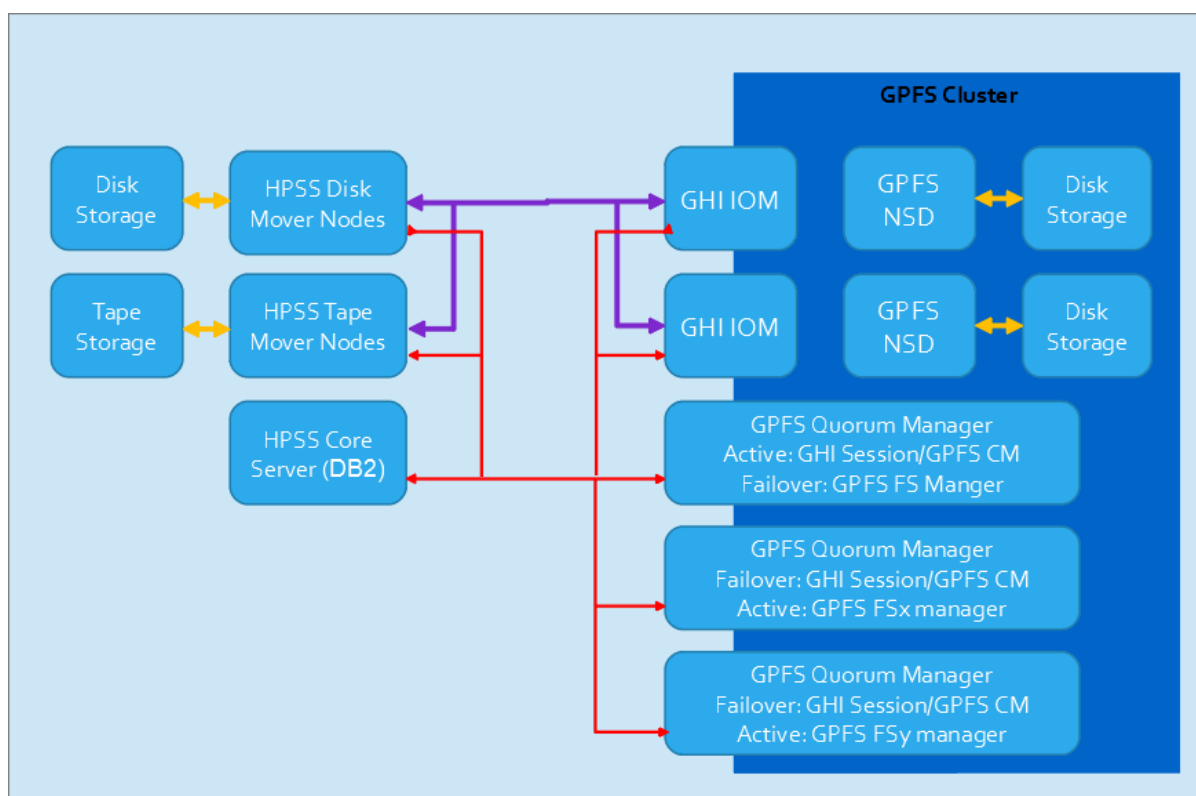 GPFS Cluster
Disk
Storage
HPSS Disk
Mover Nodes
GHI IOM
GPFS
NSD
Disk
Storage
Tape
Storage
HPSS Tape
Mover Nodes
GHI IOM
GPFS
NSD
Disk
Storage
HPSS Core
Server (DB2)
GPFS Quorum Manager
Active: GHI Session/GPFS CM
Failover: GPFS FS Manger
GPFS Quorum Manager
Failover: GHI Session/GPFS CM
Active: GPFS FSx manager
GPFS Quorum Manager
Failover: GHI Session/GPFS CM
Active: GPFS FSy manager